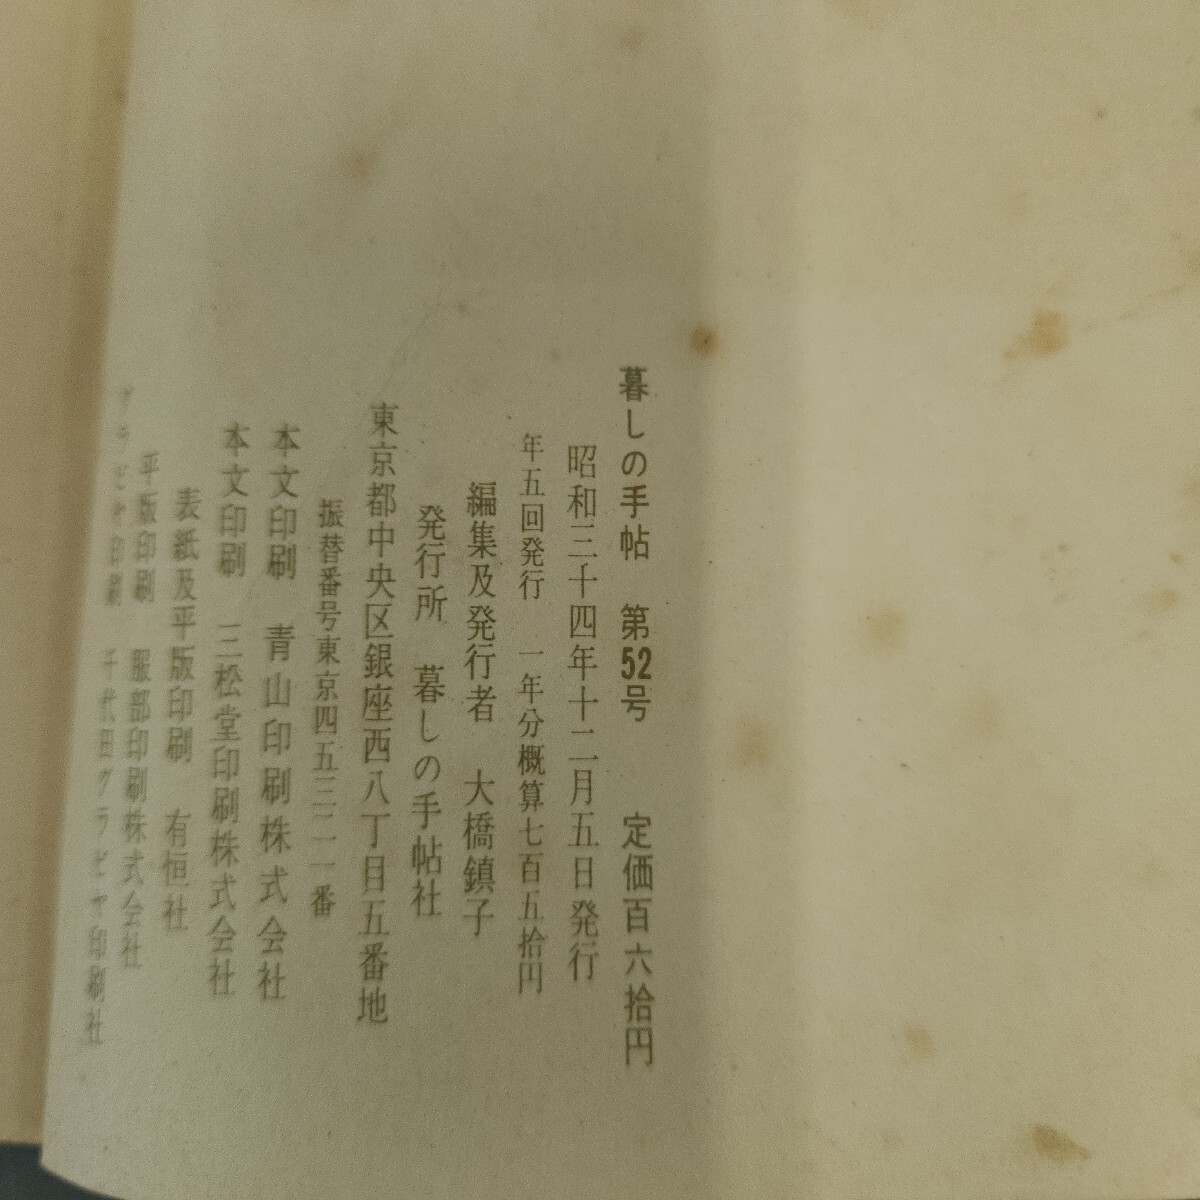 暮しの手帖 第52号 定価百六拾円
昭和三十四年十二月五日発行
年五回発行 一年分概算七百五拾円
編集及発行者 大橋鎮子
発行所 暮しの手帖社
東京都中央区銀座西八丁目五番地
振替番号東京四五三二一番
本文印刷 青山印刷株式会社
本文印刷 三松堂印刷株式会社
表紙及平版印刷 有恒社
平版印刷 服部印刷株式会社
グラビヤ印刷 千代田グラビヤ印刷社